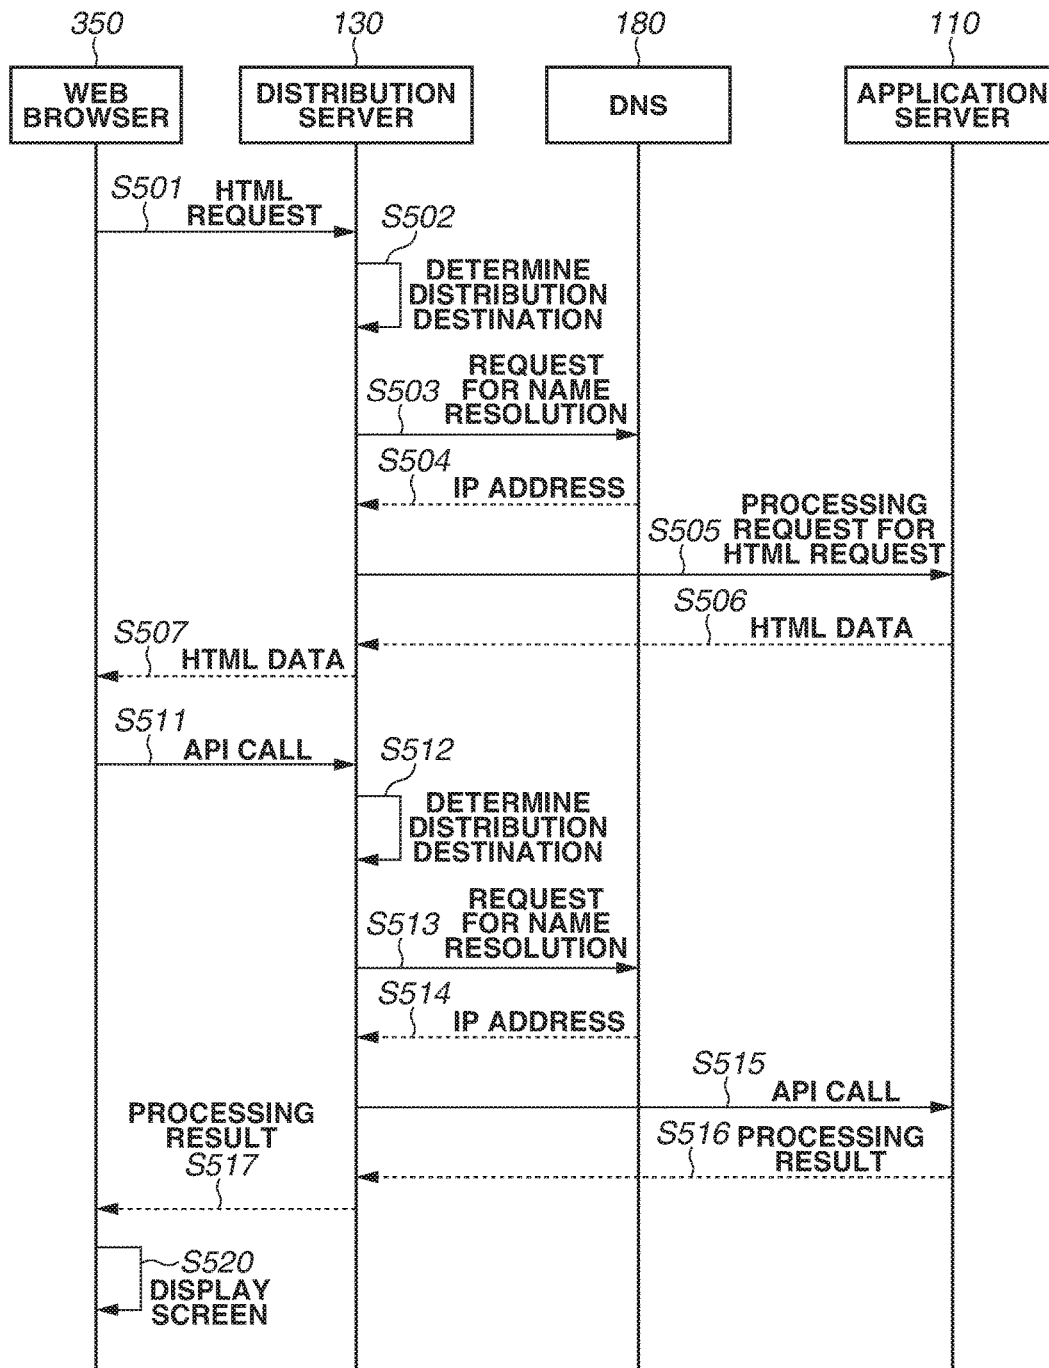 350
130
180
110
WEB
BROWSER
DISTRIBUTION
SERVER
DNS
APPLICATION
SERVER
S501
HTML
REQUEST
S502
DETERMINE
DISTRIBUTION
DESTINATION
S503
REQUEST
FOR NAME
RESOLUTION
S504
IP ADDRESS
S505
PROCESSING
REQUEST FOR
HTML REQUEST
S506
HTML DATA
S507
HTML DATA
S511
API CALL
S512
DETERMINE
DISTRIBUTION
DESTINATION
S513
REQUEST
FOR NAME
RESOLUTION
S514
IP ADDRESS
S515
API CALL
S516
PROCESSING
RESULT
PROCESSING
RESULT
S517
S520
DISPLAY
SCREEN